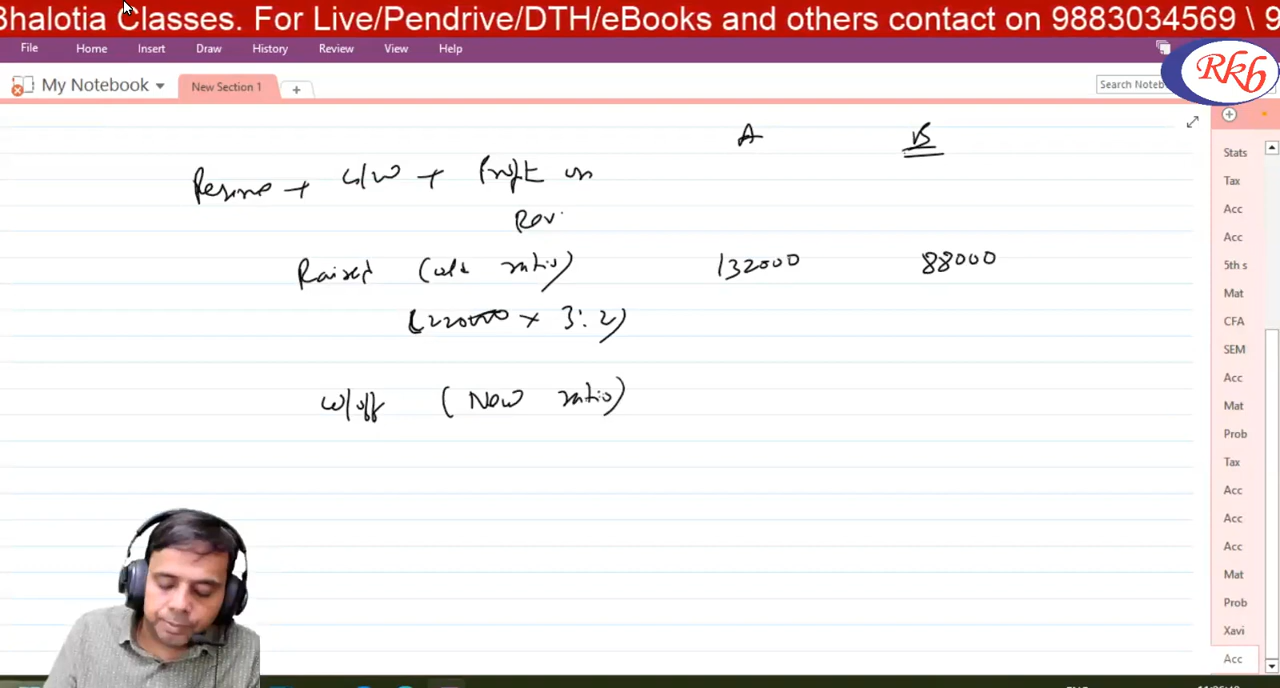 Bhalotia Classes. For Live/Pendrive/DTH/eBooks and others contact on 9883034569 \ 9
File Home Insert Draw History Review View Help
Rkb
My Notebook New Section 1 + Search Noteb
A B
Reserve + G/W + Profit on
Rev.
Raised (old ratio) 132000 88000
(220000 x 3:2)
w/off (New ratio)
Stats
Tax
Acc
Acc
5th s
Mat
CFA
SEM
Acc
Mat
Prob
Tax
Acc
Acc
Acc
Mat
Prob
Xavi
Acc